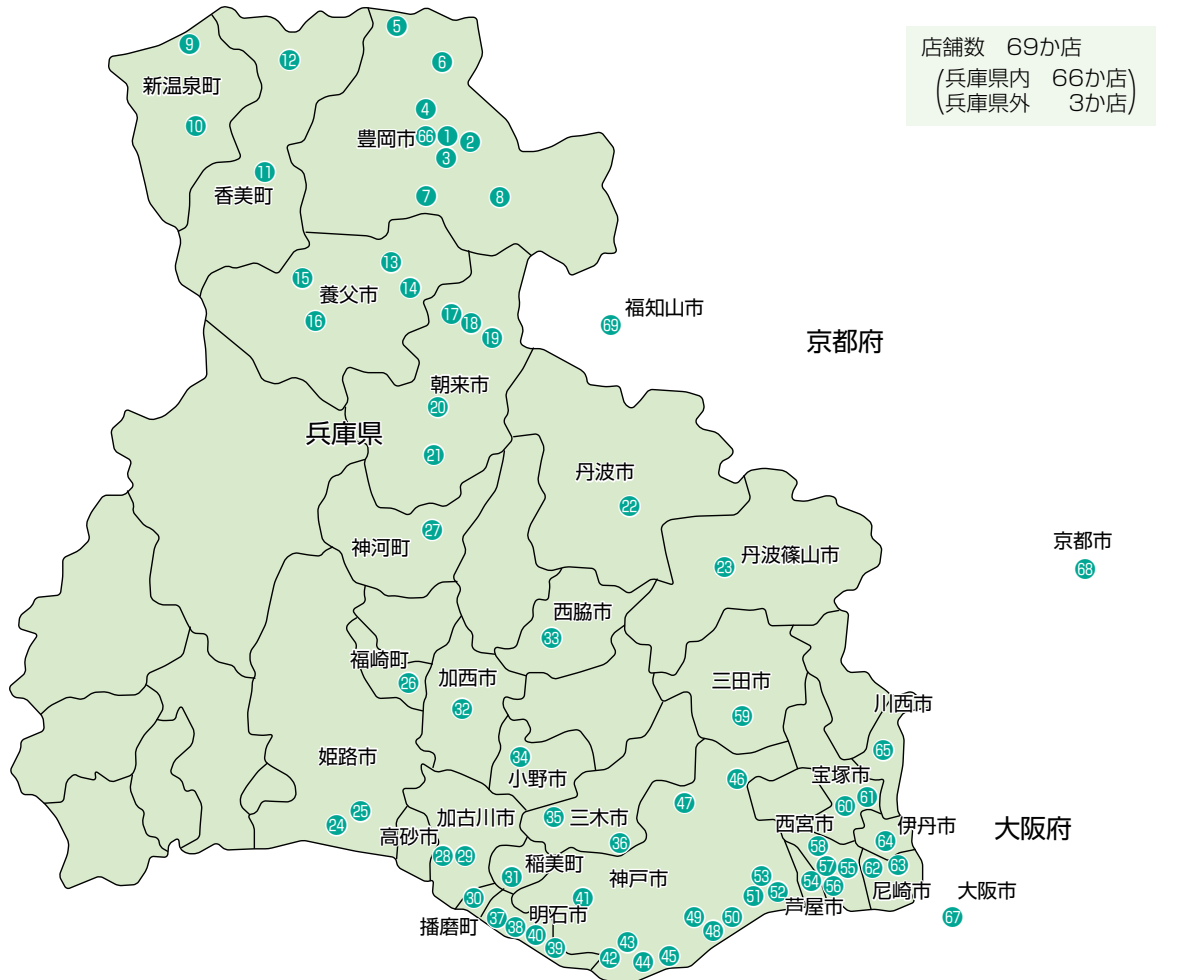 店舗数 69か店
(兵庫県内 66か店)
(兵庫県外 3か店)
5
9
12
6
新温泉町
4
10
豊岡市
66
1
2
3
11
香美町
7
8
13
15
14
養父市
16
17
18
19
69
福知山市
京都府
朝来市
20
兵庫県
21
丹波市
22
27
神河町
京都市
68
23
丹波篠山市
西脇市
33
福崎町
26
加西市
32
三田市
59
川西市
65
姫路市
34
小野市
46
宝塚市
61
60
47
25
24
加古川市
高砂市
28
29
35
三木市
36
西宮市
58
伊丹市
64
大阪府
稲美町
31
神戸市
57
55
62
63
53
54
56
尼崎市
51
52
芦屋市
大阪市
67
30
播磨町
37
38
明石市
41
40
39
49
50
48
43
42
44
45